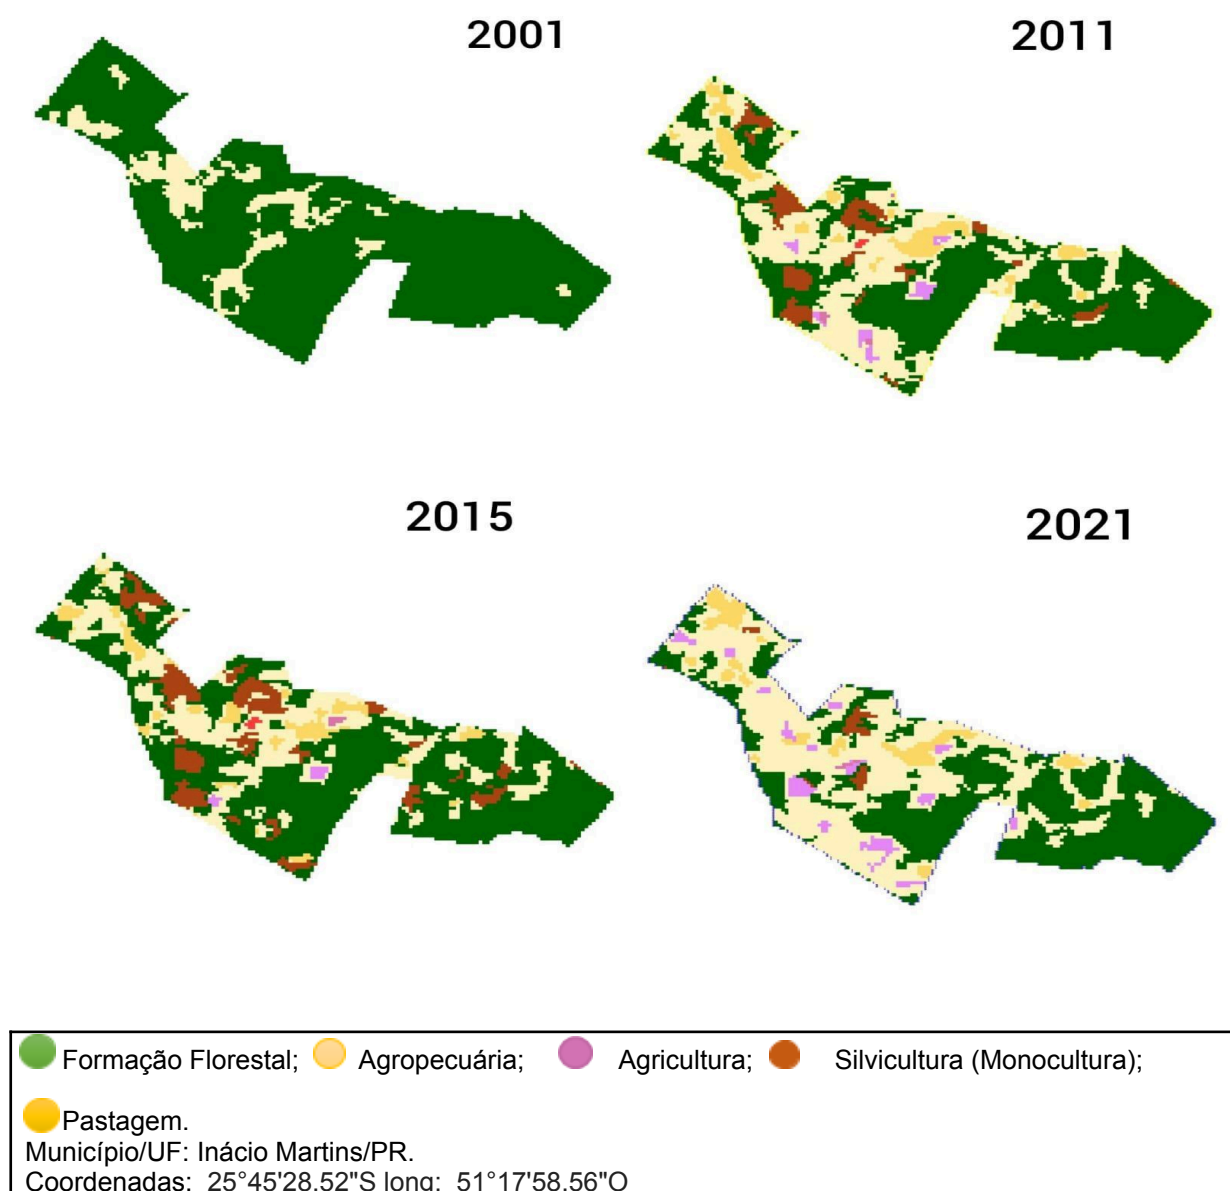 2001
2011
2015
2021
Formação Florestal; Agropecuária; Agricultura; Silvicultura (Monocultura);
Pastagem.
Município/UF: Inácio Martins/PR.
Coordenadas: 25°45'28.52"S long: 51°17'58.56"O